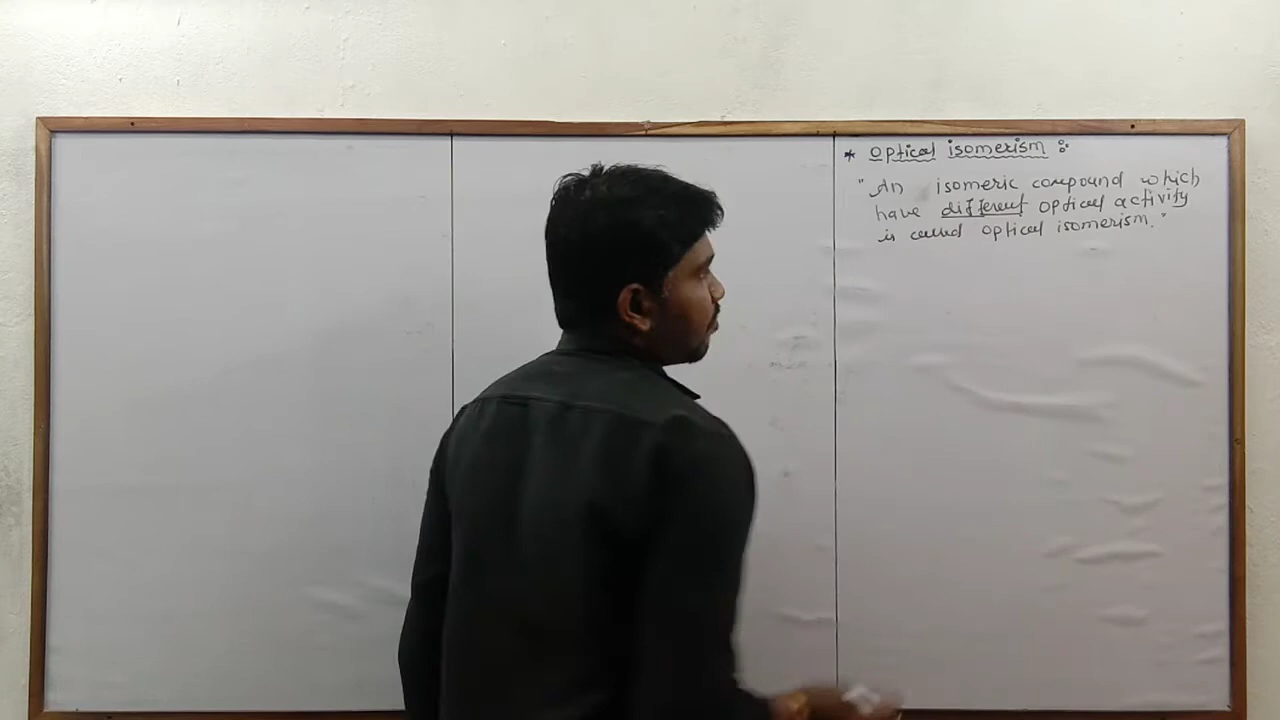 * Optical isomerism :
"An isomeric compound which
have different optical activity
is called optical isomerism."